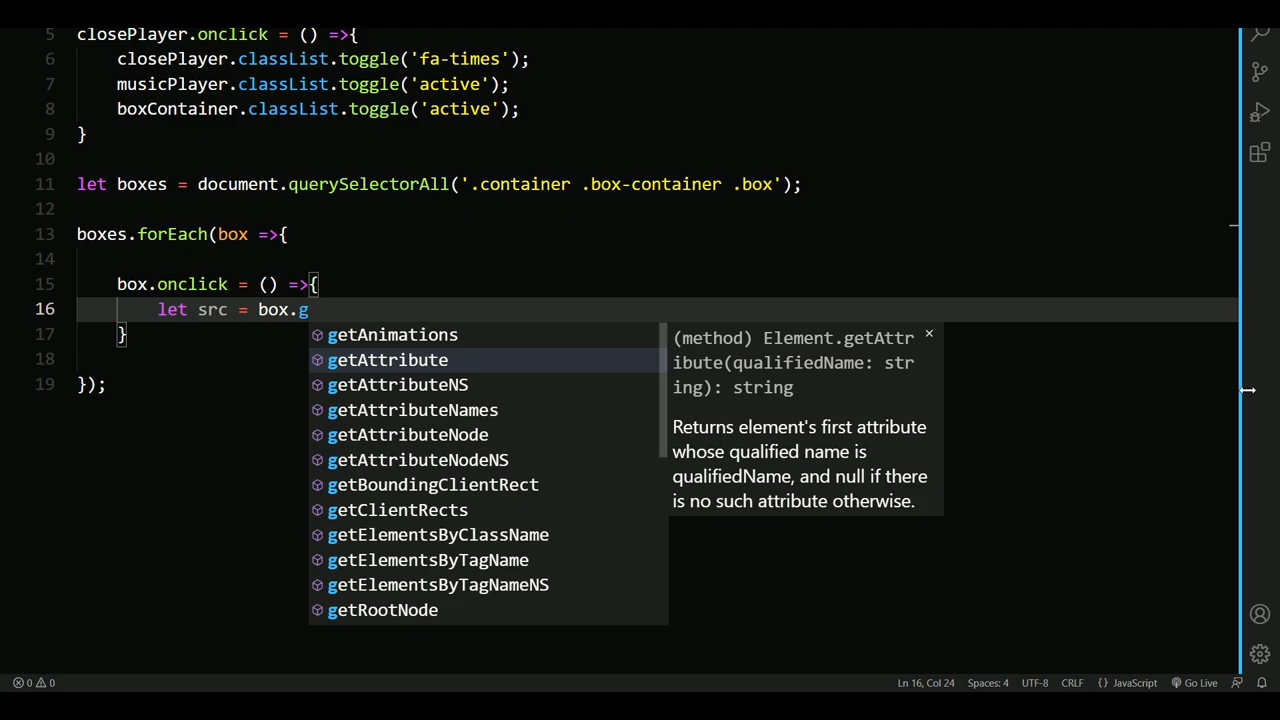 5 closePlayer.onclick = () =>{
6 closePlayer.classList.toggle('fa-times');
7 musicPlayer.classList.toggle('active');
8 boxContainer.classList.toggle('active');
9 }
10
11 let boxes = document.querySelectorAll('.container .box-container .box');
12
13 boxes.forEach(box =>{
14
15 box.onclick = () =>{
16 let src = box.g
17 }
18
19 });
getAnimations
getAttribute
getAttributeNS
getAttributeNames
getAttributeNode
getAttributeNodeNS
getBoundingClientRect
getClientRects
getElementsByClassName
getElementsByTagName
getElementsByTagNameNS
getRootNode
(method) Element.getAttr
ibute(qualifiedName: str
ing): string
Returns element's first attribute
whose qualified name is
qualifiedName, and null if there
is no such attribute otherwise.
0 0 Ln 16, Col 24 Spaces: 4 UTF-8 CRLF {} JavaScript Go Live